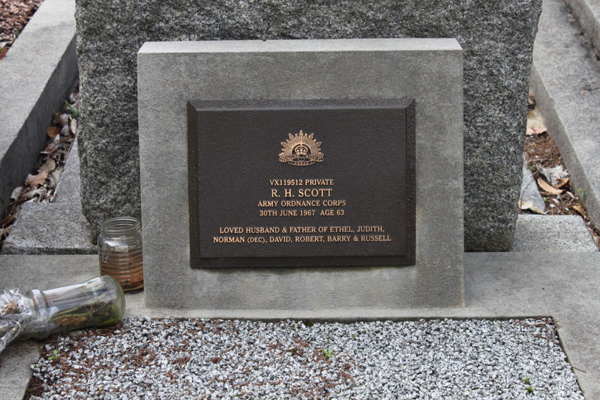 VX119512 PRIVATE
R. H. SCOTT
ARMY ORDNANCE CORPS
30TH JUNE 1967 AGE 63
LOVED HUSBAND & FATHER OF ETHEL, JUDITH,
NORMAN (DEC), DAVID, ROBERT, BARRY & RUSSELL